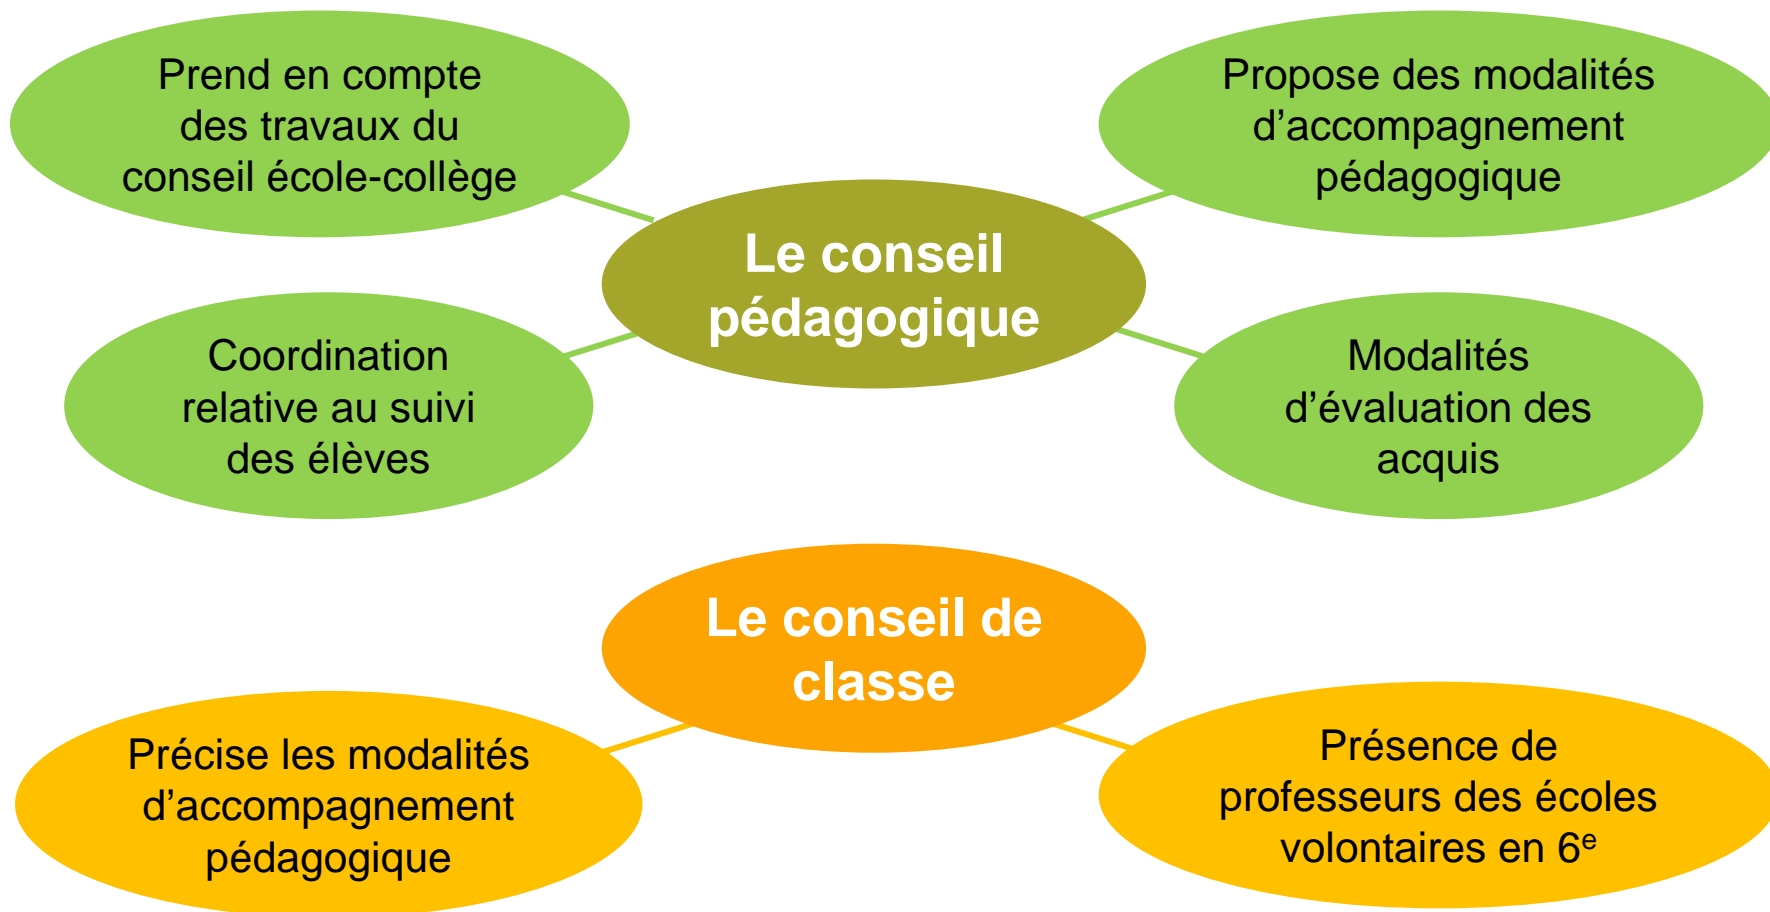 Prend en compte
des travaux du
conseil école-collège
Propose des modalités
d’accompagnement
pédagogique
Le conseil
pédagogique
Coordination
relative au suivi
des élèves
Modalités
d’évaluation des
acquis
Le conseil de
classe
Précise les modalités
d’accompagnement
pédagogique
Présence de
professeurs des écoles
volontaires en 6ᵉ